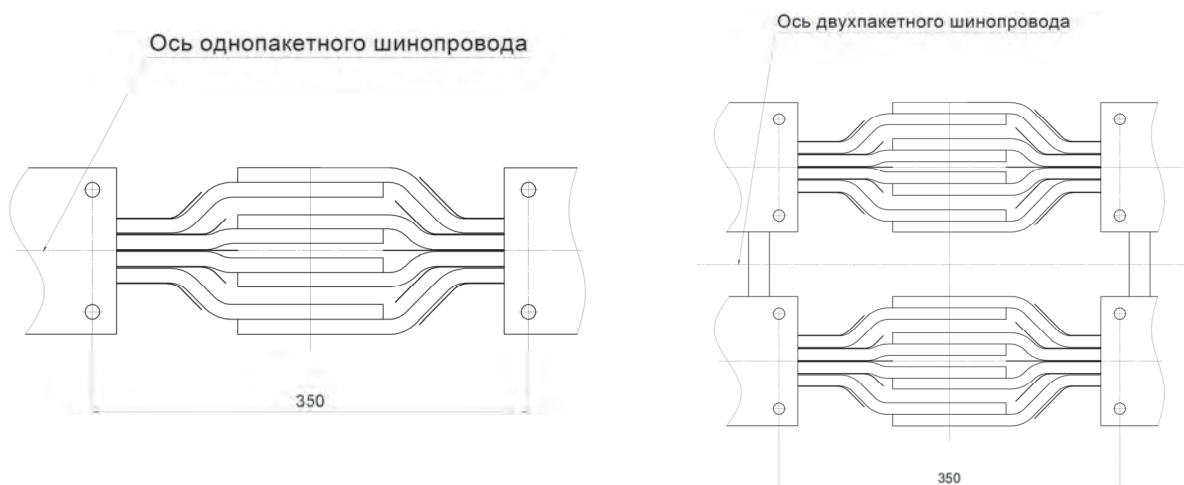 Ось однопакетного шинопровода
350
Ось двухпакетного шинопровода
350